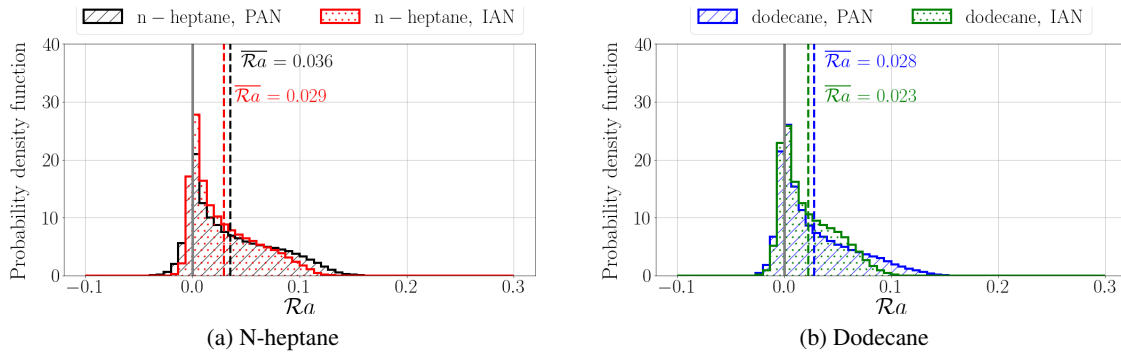 n − heptane, PAN n − heptane, IAN
Probability density function
40
30
20
10
0
$\overline{\mathcal{R}a}$ = 0.036
$\overline{\mathcal{R}a}$ = 0.029
−0.1 0.0 0.1 0.2 0.3
$\mathcal{R}a$
(a) N-heptane
dodecane, PAN dodecane, IAN
Probability density function
40
30
20
10
0
$\overline{\mathcal{R}a}$ = 0.028
$\overline{\mathcal{R}a}$ = 0.023
−0.1 0.0 0.1 0.2 0.3
$\mathcal{R}a$
(b) Dodecane